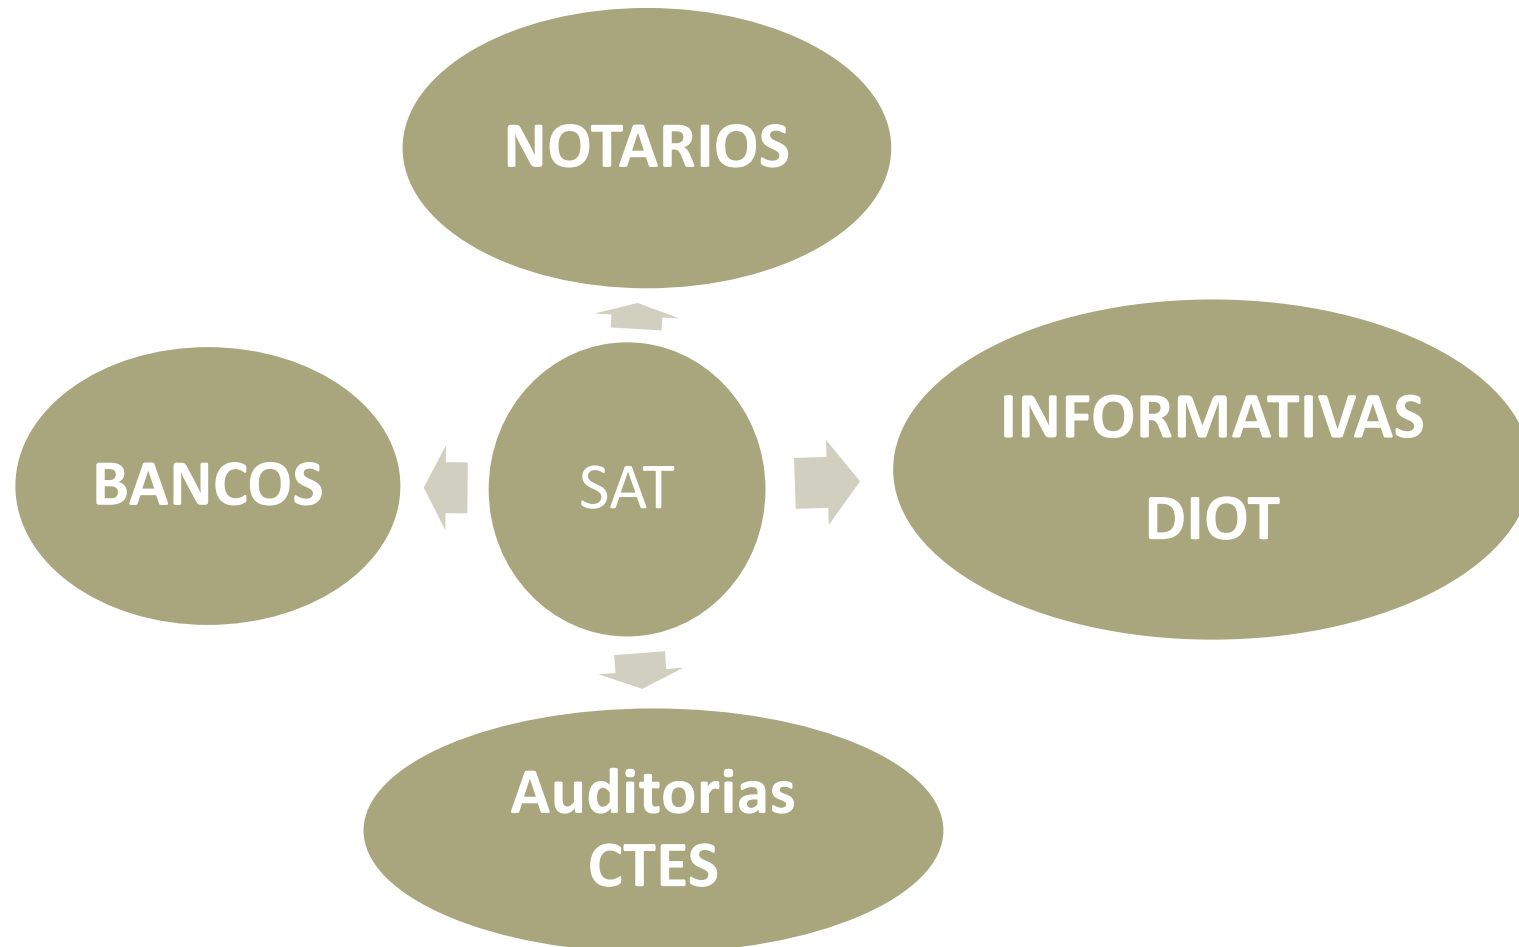 NOTARIOS
BANCOS
SAT
INFORMATIVAS
DIOT
Auditorias
CTES